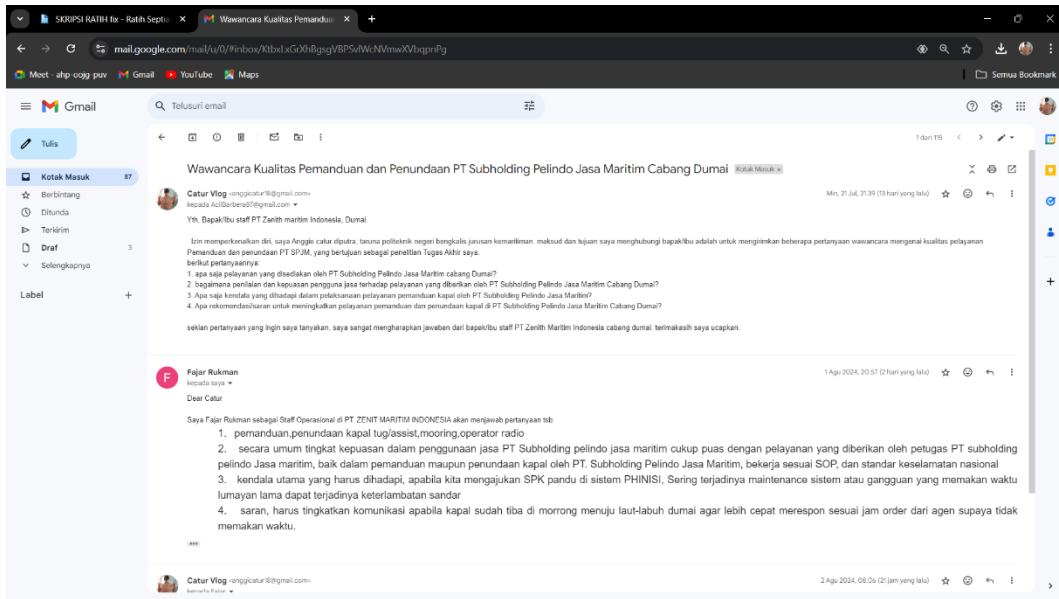 SKRIPSI RATIH fix - Ratih Septia
Wawancara Kualitas Pemandua
mail.google.com/mail/u/0/#inbox/KtbxLxGrXhBgsgVBPSvlWcNVmwXVbqpnPg
Meet - ahp-oojg-puv Gmail YouTube Maps Semua Bookmark
Gmail
Telusuri email
Tulis
1 dari 115
Kotak Masuk 87
Berbintang
Ditunda
Terkirim
Draf 3
Selengkapnya
Label
Wawancara Kualitas Pemanduan dan Penundaan PT Subholding Pelindo Jasa Maritim Cabang Dumai Kotak Masuk x
Catur Vlog <anggicatur18@gmail.com> Min, 21 Jul, 21.39 (13 hari yang lalu)
kepada AcilBarbera87@gmail.com
Yth. Bapak/Ibu staff PT Zenith maritim Indonesia, Dumai.
Izin memperkenalkan diri, saya Anggie catur diputra, taruna politeknik negeri bengkalis jurusan kemaritiman. maksud dan tujuan saya menghubungi bapak/ibu adalah untuk mengirimkan beberapa pertanyaan wawancara mengenai kualitas pelayanan
Pemanduan dan penundaan PT SPJM, yang bertujuan sebagai penelitian Tugas Akhir saya.
berikut pertanyaannya:
1. apa saja pelayanan yang disediakan oleh PT Subholding Pelindo Jasa Maritim cabang Dumai?
2. bagaimana penilaian dan kepuasan pengguna jasa terhadap pelayanan yang diberikan oleh PT Subholding Pelindo Jasa Maritim Cabang Dumai?
3. Apa saja kendala yang dihadapi dalam pelaksanaan pelayanan pemanduan kapal oleh PT Subholding Pelindo Jasa Maritim?
4. Apa rekomendasi/saran untuk meningkatkan pelayanan pemanduan dan penundaan kapal di PT Subholding Pelindo Jasa Maritim Cabang Dumai?
sekian pertanyaan yang ingin saya tanyakan, saya sangat mengharapkan jawaban dari bapak/ibu staff PT Zenith Maritim Indonesia cabang dumai. terimakasih saya ucapkan.
F
Fajar Rukman 1 Agu 2024, 20.57 (2 hari yang lalu)
kepada saya
Dear Catur
Saya Fajar Rukman sebagai Staff Operasional di PT. ZENIT MARITIM INDONESIA akan menjawab pertanyaan tsb:
1. pemanduan,penundaan kapal tug/assist,mooring,operator radio
2. secara umum tingkat kepuasan dalam penggunaan jasa PT Subholding pelindo jasa maritim cukup puas dengan pelayanan yang diberikan oleh petugas PT subholding
pelindo Jasa maritim, baik dalam pemanduan maupun penundaan kapal oleh PT. Subholding Pelindo Jasa Maritim, bekerja sesuai SOP, dan standar keselamatan nasional
3. kendala utama yang harus dihadapi, apabila kita mengajukan SPK pandu di sistem PHINISI, Sering terjadinya maintenance sistem atau gangguan yang memakan waktu
lumayan lama dapat terjadinya keterlambatan sandar
4. saran, harus tingkatkan komunikasi apabila kapal sudah tiba di morrong menuju laut-labuh dumai agar lebih cepat merespon sesuai jam order dari agen supaya tidak
memakan waktu.
Catur Vlog <anggicatur18@gmail.com> 2 Agu 2024, 08.06 (21 jam yang lalu)
kepada Fajar